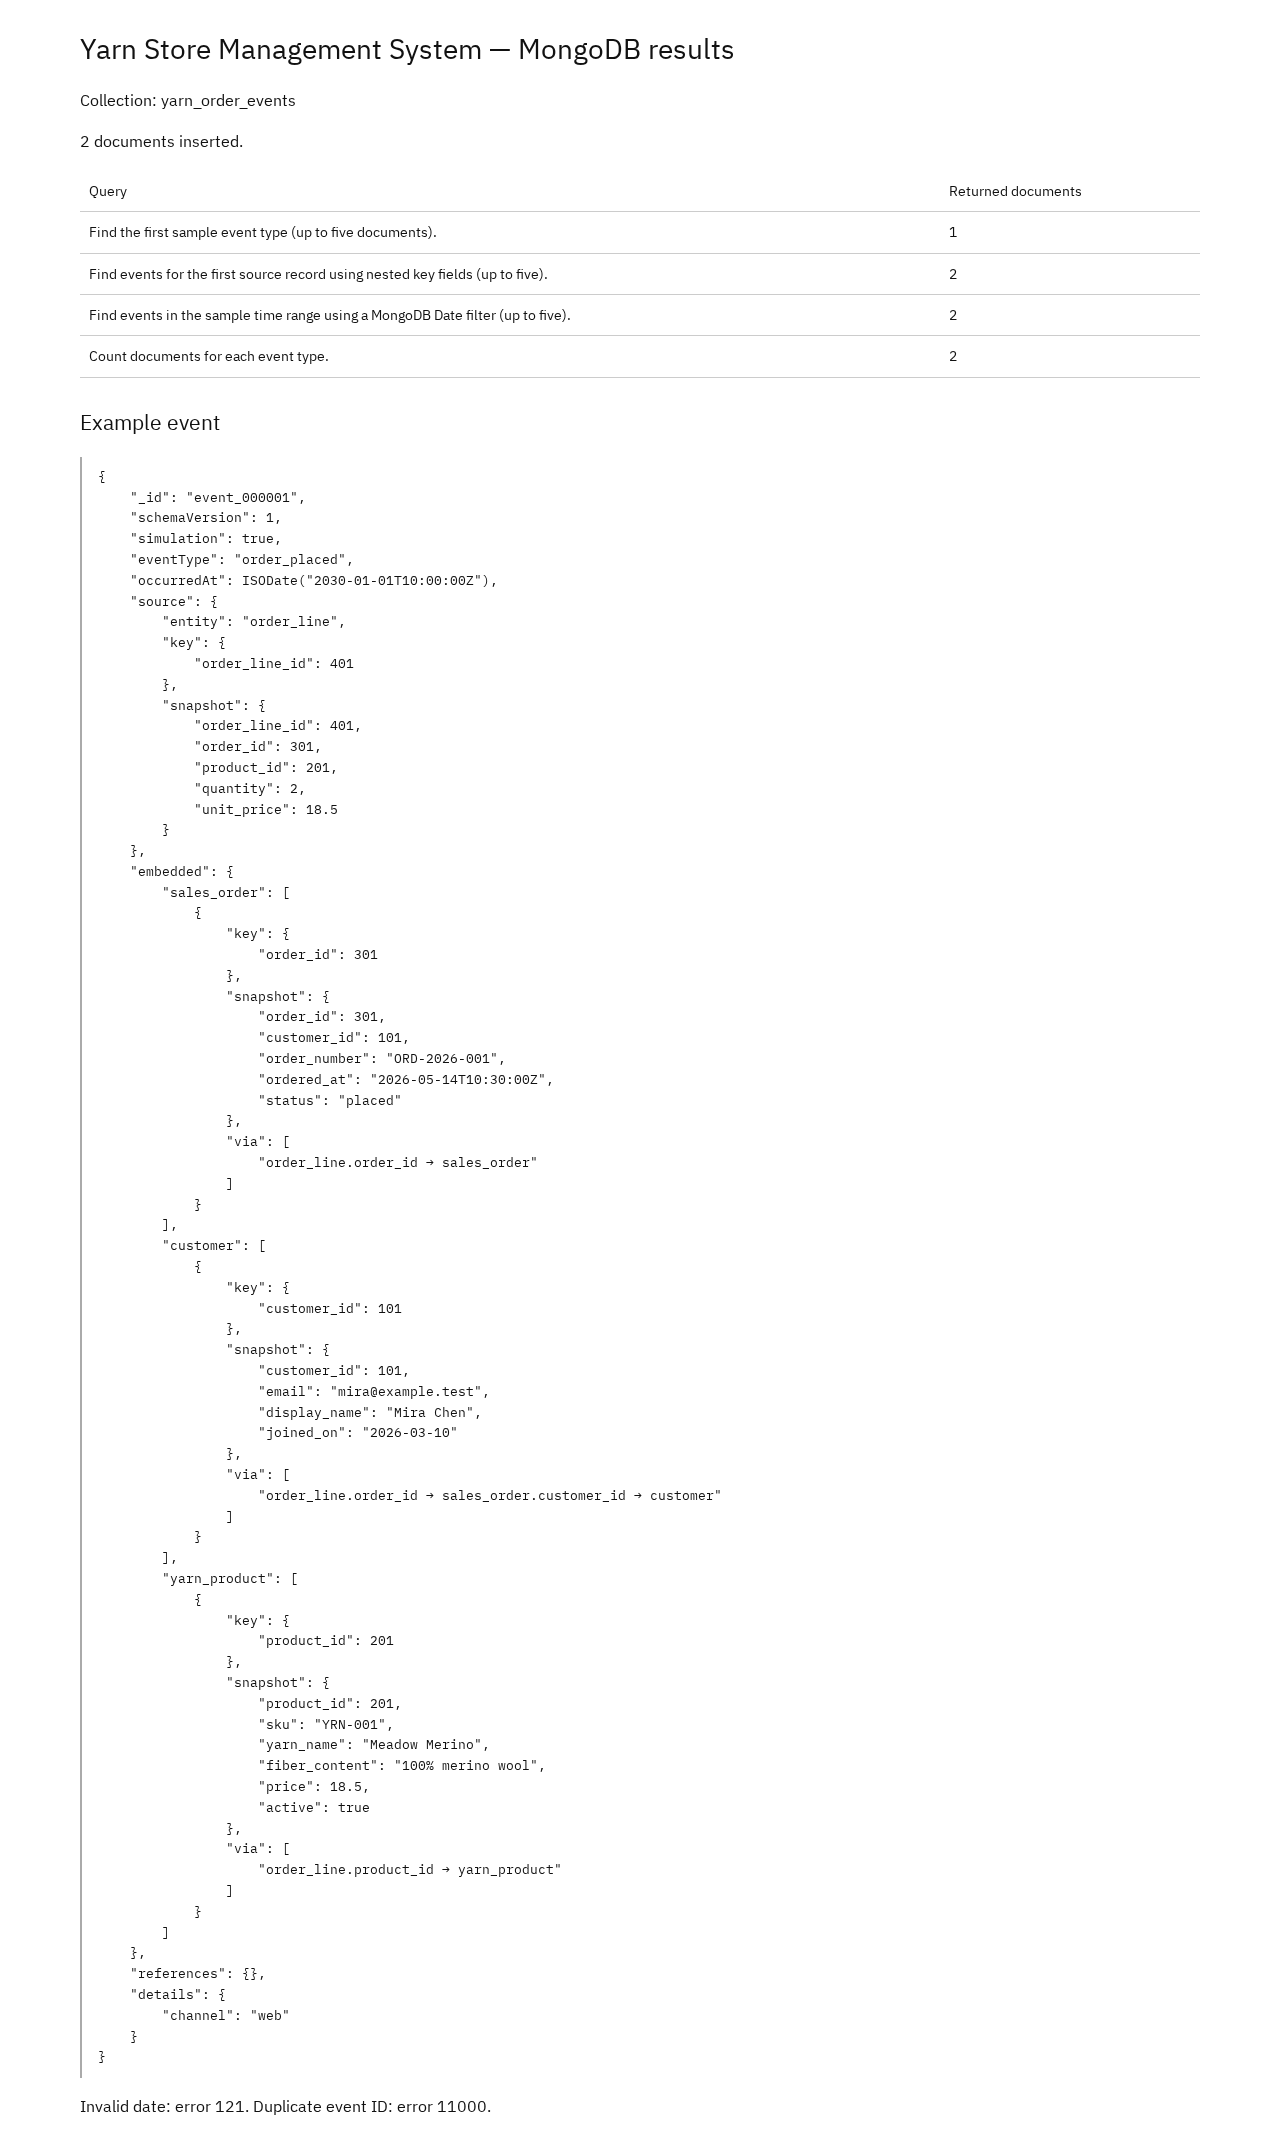 Yarn Store Management System — MongoDB results
Collection: yarn_order_events
2 documents inserted.
Query Returned documents
Find the first sample event type (up to five documents). 1
Find events for the first source record using nested key fields (up to five). 2
Find events in the sample time range using a MongoDB Date filter (up to five). 2
Count documents for each event type. 2
Example event
{
    "_id": "event_000001",
    "schemaVersion": 1,
    "simulation": true,
    "eventType": "order_placed",
    "occurredAt": ISODate("2030-01-01T10:00:00Z"),
    "source": {
        "entity": "order_line",
        "key": {
            "order_line_id": 401
        },
        "snapshot": {
            "order_line_id": 401,
            "order_id": 301,
            "product_id": 201,
            "quantity": 2,
            "unit_price": 18.5
        }
    },
    "embedded": {
        "sales_order": [
            {
                "key": {
                    "order_id": 301
                },
                "snapshot": {
                    "order_id": 301,
                    "customer_id": 101,
                    "order_number": "ORD-2026-001",
                    "ordered_at": "2026-05-14T10:30:00Z",
                    "status": "placed"
                },
                "via": [
                    "order_line.order_id → sales_order"
                ]
            }
        ],
        "customer": [
            {
                "key": {
                    "customer_id": 101
                },
                "snapshot": {
                    "customer_id": 101,
                    "email": "mira@example.test",
                    "display_name": "Mira Chen",
                    "joined_on": "2026-03-10"
                },
                "via": [
                    "order_line.order_id → sales_order.customer_id → customer"
                ]
            }
        ],
        "yarn_product": [
            {
                "key": {
                    "product_id": 201
                },
                "snapshot": {
                    "product_id": 201,
                    "sku": "YRN-001",
                    "yarn_name": "Meadow Merino",
                    "fiber_content": "100% merino wool",
                    "price": 18.5,
                    "active": true
                },
                "via": [
                    "order_line.product_id → yarn_product"
                ]
            }
        ]
    },
    "references": {},
    "details": {
        "channel": "web"
    }
}
Invalid date: error 121. Duplicate event ID: error 11000.